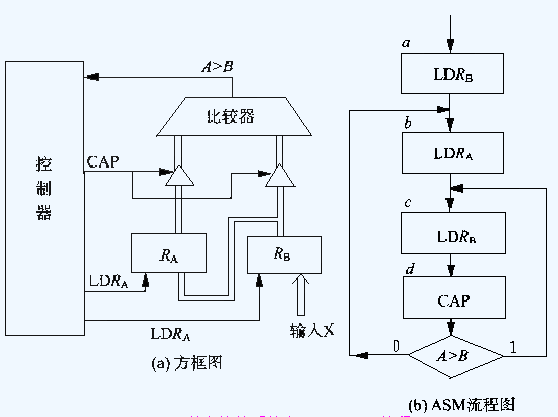 A>B
比较器
控制器
CAP
R_A
R_B
LDR_A
LDR_A
输入X
(a) 方框图
a
LDR_B
b
LDR_A
c
LDR_B
d
CAP
0
A>B
1
(b) ASM流程图